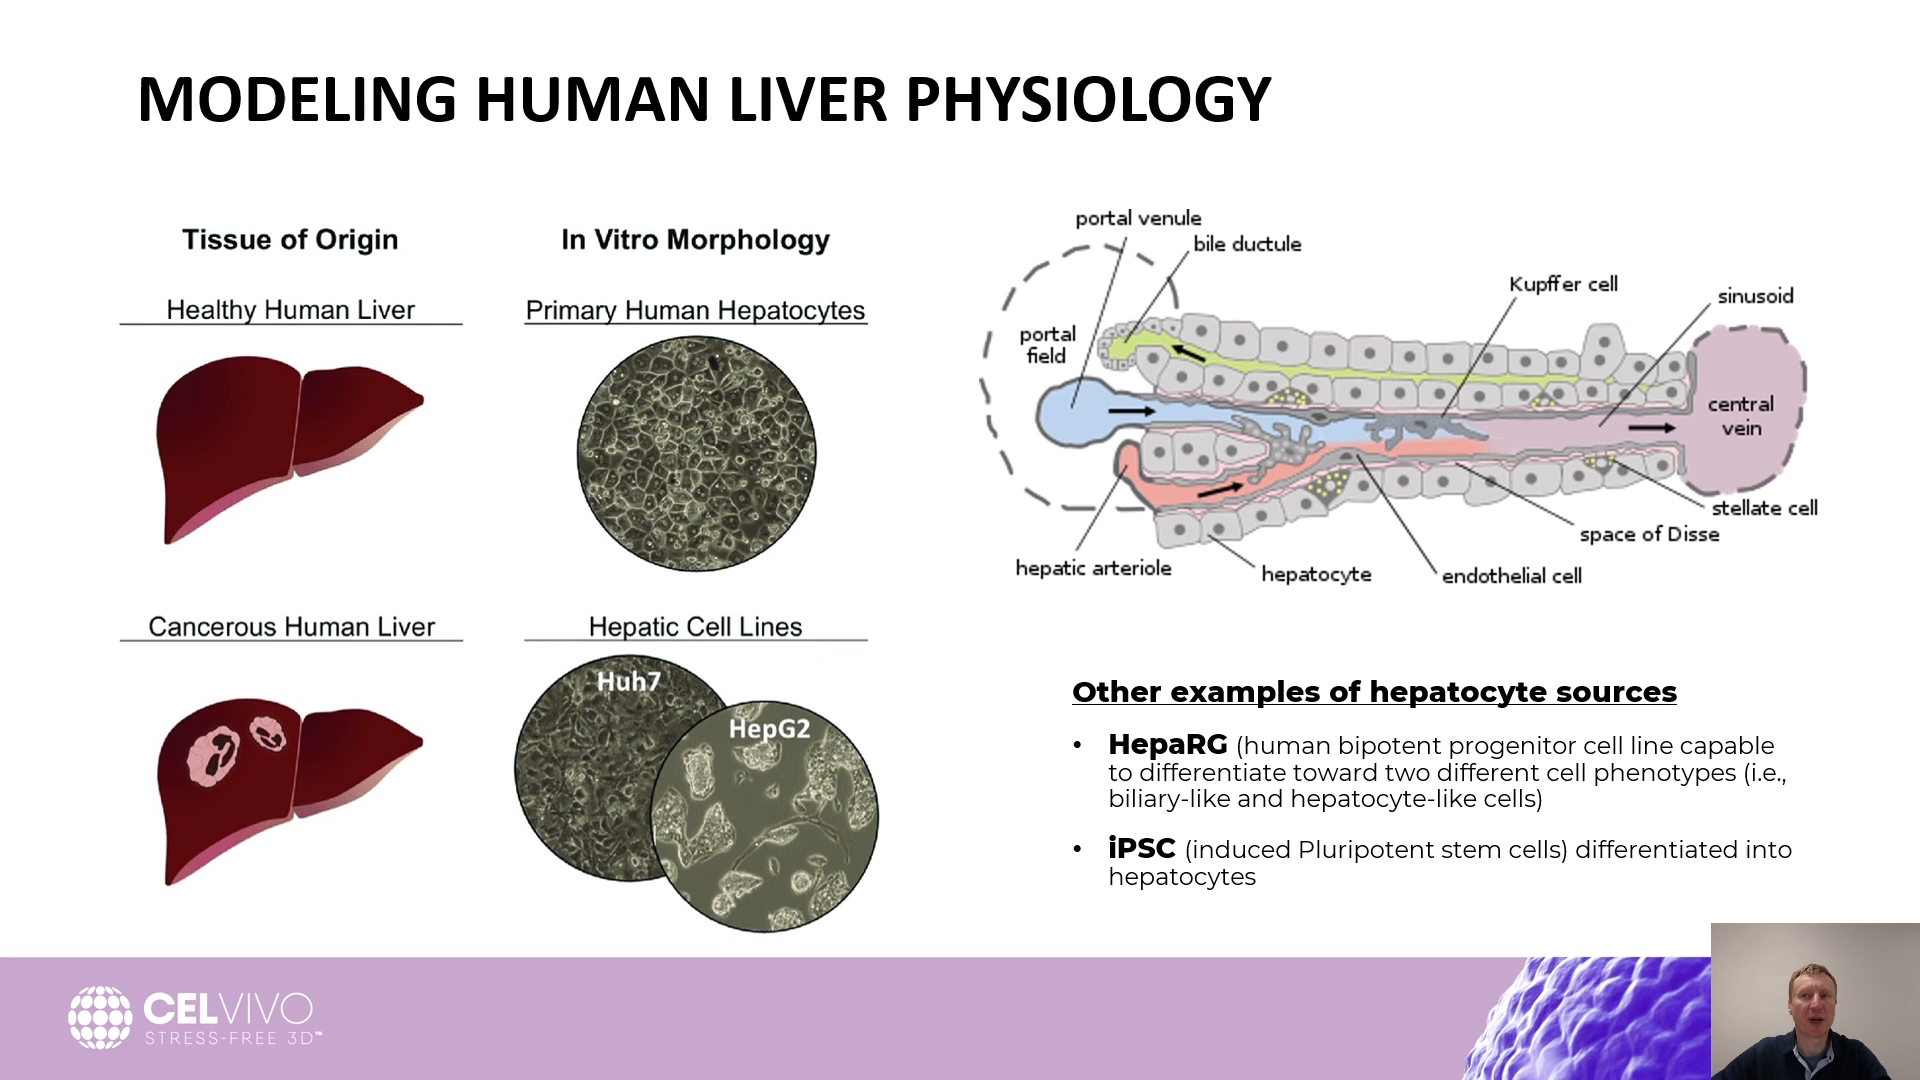 MODELING HUMAN LIVER PHYSIOLOGY
Tissue of Origin
In Vitro Morphology
Healthy Human Liver
Primary Human Hepatocytes
Cancerous Human Liver
Hepatic Cell Lines
Huh7
HepG2
portal venule
bile ductule
Kupffer cell
sinusoid
portal
field
central
vein
stellate cell
space of Disse
hepatic arteriole
hepatocyte
endothelial cell
Other examples of hepatocyte sources
• HepaRG (human bipotent progenitor cell line capable
to differentiate toward two different cell phenotypes (i.e.,
biliary-like and hepatocyte-like cells)
• iPSC (induced Pluripotent stem cells) differentiated into
hepatocytes
CELVIVO
STRESS-FREE 3D™